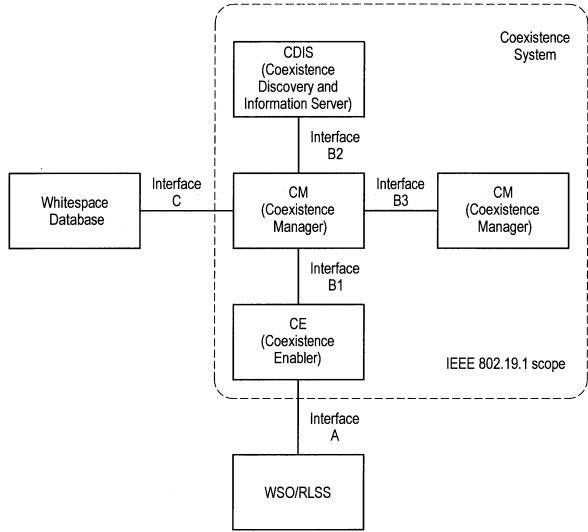 Coexistence
System
CDIS
(Coexistence
Discovery and
Information Server)
Interface
B2
Whitespace
Database
Interface
C
CM
(Coexistence
Manager)
Interface
B3
CM
(Coexistence
Manager)
Interface
B1
CE
(Coexistence
Enabler)
IEEE 802.19.1 scope
Interface
A
WSO/RLSS